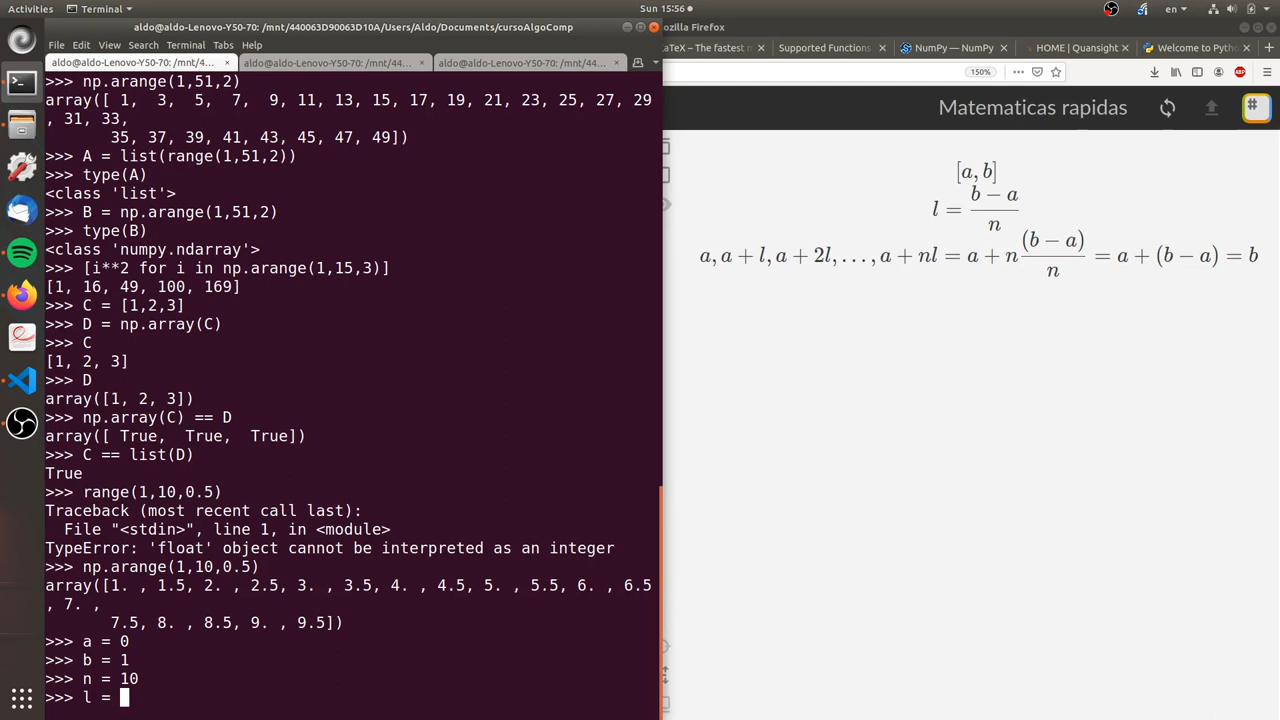 Activities
Terminal
Sun 15:56
en
aldo@aldo-Lenovo-Y50-70: /mnt/440063D90063D10A/Users/Aldo/Documents/cursoAlgoComp
ozilla Firefox
File Edit View Search Terminal Tabs Help
aldo@aldo-Lenovo-Y50-70: /mnt/4... × aldo@aldo-Lenovo-Y50-70: /mnt/44... × aldo@aldo-Lenovo-Y50-70: /mnt/44... ×
TeX – The fastest m × Supported Functions × NumPy — NumPy × HOME | Quansight × Welcome to Pytho
150%
Matematicas rapidas
>>> np.arange(1,51,2)
array([ 1,  3,  5,  7,  9, 11, 13, 15, 17, 19, 21, 23, 25, 27, 29
, 31, 33,
       35, 37, 39, 41, 43, 45, 47, 49])
>>> A = list(range(1,51,2))
>>> type(A)
<class 'list'>
>>> B = np.arange(1,51,2)
>>> type(B)
<class 'numpy.ndarray'>
>>> [i**2 for i in np.arange(1,15,3)]
[1, 16, 49, 100, 169]
>>> C = [1,2,3]
>>> D = np.array(C)
>>> C
[1, 2, 3]
>>> D
array([1, 2, 3])
>>> np.array(C) == D
array([ True,  True,  True])
>>> C == list(D)
True
>>> range(1,10,0.5)
Traceback (most recent call last):
  File "<stdin>", line 1, in <module>
TypeError: 'float' object cannot be interpreted as an integer
>>> np.arange(1,10,0.5)
array([1. , 1.5, 2. , 2.5, 3. , 3.5, 4. , 4.5, 5. , 5.5, 6. , 6.5
, 7. ,
       7.5, 8. , 8.5, 9. , 9.5])
>>> a = 0
>>> b = 1
>>> n = 10
>>> l =
[a, b]
l = (b − a)/n
a, a + l, a + 2l, . . . , a + nl = a + n (b − a)/n = a + (b − a) = b